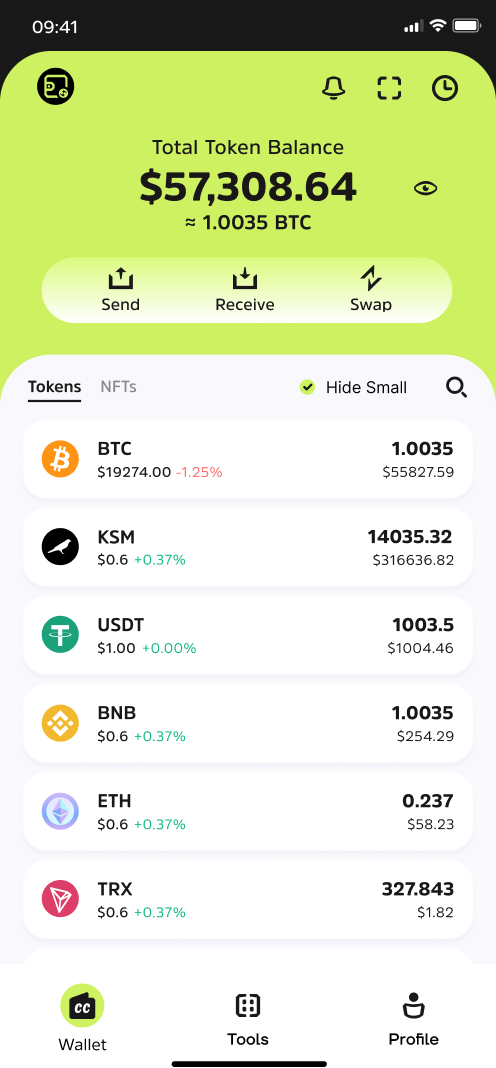 09:41
Total Token Balance
$57,308.64
≈ 1.0035 BTC
Send Receive Swap
Tokens NFTs Hide Small
BTC 1.0035
$19274.00 -1.25% $55827.59
KSM 14035.32
$0.6 +0.37% $316636.82
USDT 1003.5
$1.00 +0.00% $1004.46
BNB 1.0035
$0.6 +0.37% $254.29
ETH 0.237
$0.6 +0.37% $58.23
TRX 327.843
$0.6 +0.37% $1.82
cc
Wallet Tools Profile